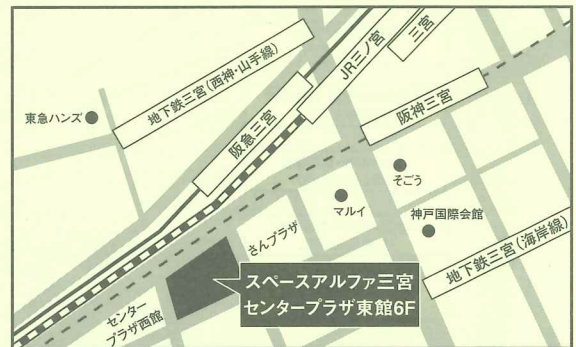 三宮
JR三ノ宮
地下鉄三宮(西神・山手線)
阪急三宮
阪神三宮
東急ハンズ
そごう
マルイ
神戸国際会館
さんプラザ
地下鉄三宮(海岸線)
スペースアルファ三宮
センタープラザ東館6F
センター
プラザ西館